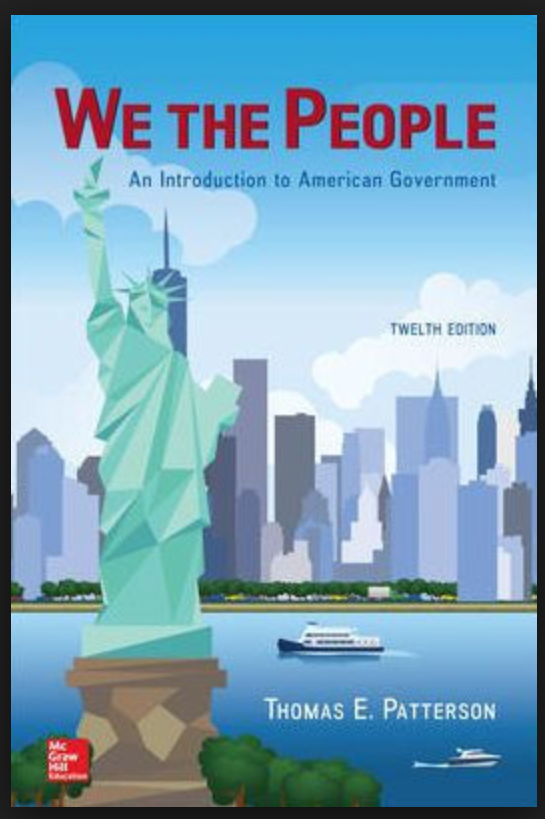 WE THE PEOPLE
An Introduction to American Government
TWELTH EDITION
THOMAS E. PATTERSON
Mc
Graw
Hill
Education